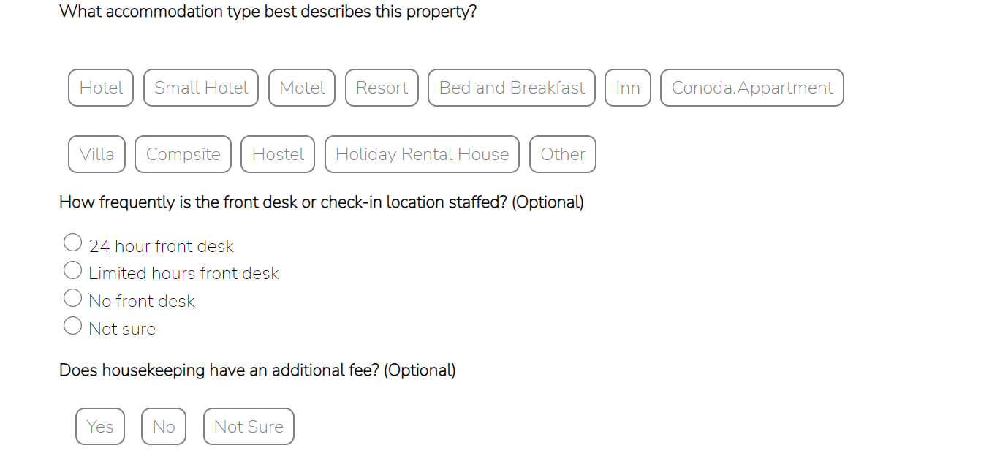 What accommodation type best describes this property?
Hotel Small Hotel Motel Resort Bed and Breakfast Inn Conoda.Appartment
Villa Compsite Hostel Holiday Rental House Other
How frequently is the front desk or check-in location staffed? (Optional)
24 hour front desk
Limited hours front desk
No front desk
Not sure
Does housekeeping have an additional fee? (Optional)
Yes No Not Sure